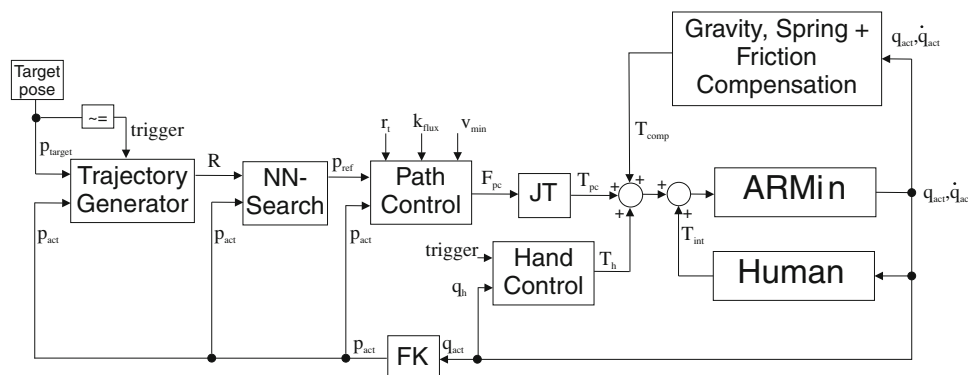 Target
pose
~=
trigger
p_target
Trajectory
Generator
p_act
R
NN-
Search
p_act
p_ref
r_t
k_flux
v_min
Path
Control
p_act
F_pc
JT
T_pc
+
+
+
T_comp
Gravity, Spring +
Friction
Compensation
q_act,q̇_act
+
+
ARMin
q_act,q̇_ac
T_int
Human
trigger
q_h
Hand
Control
T_h
p_act
FK
q_act